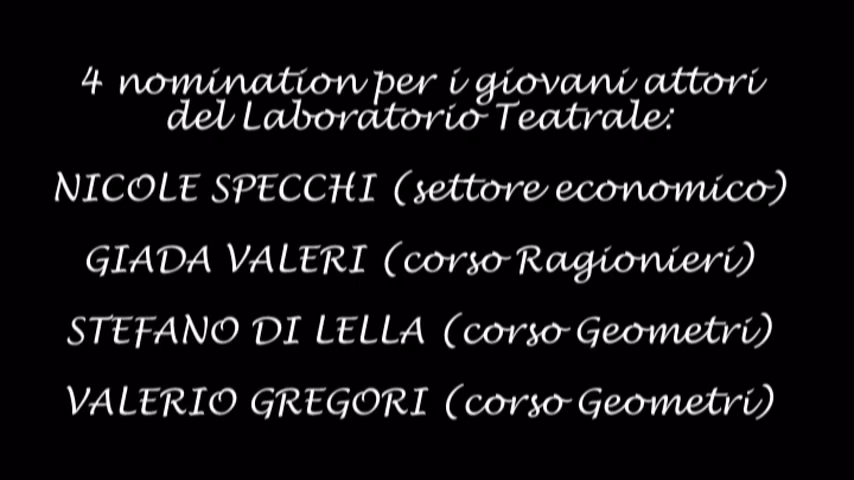 4 nomination per i giovani attori
del Laboratorio Teatrale:
NICOLE SPECCHI (settore economico)
GIADA VALERI (corso Ragionieri)
STEFANO DI LELLA (corso Geometri)
VALERIO GREGORI (corso Geometri)